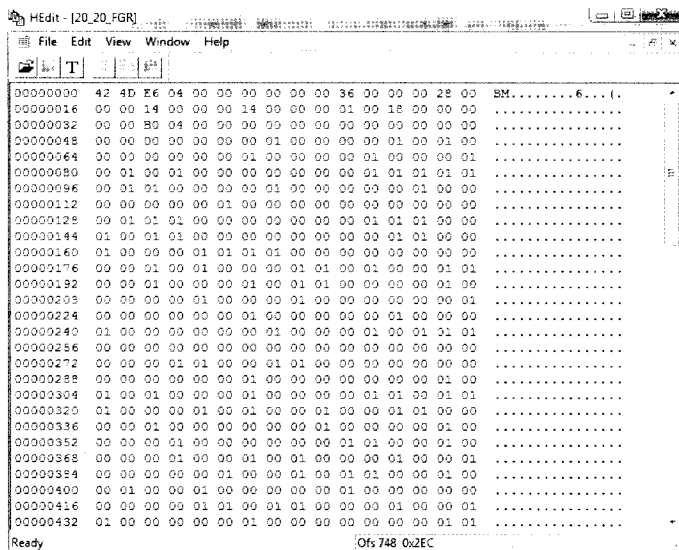 HEdit - [20_20_FGR]
File Edit View Window Help
T
00000000 42 4D E6 04 00 00 00 00 00 00 36 00 00 00 28 00 BM........6...(.
00000016 00 00 14 00 00 00 14 00 00 00 01 00 18 00 00 00 ................
00000032 00 00 B0 04 00 00 00 00 00 00 00 00 00 00 00 00 ................
00000048 00 00 00 00 00 00 00 01 00 00 00 00 01 00 01 00 ................
00000064 00 00 00 00 00 00 01 00 00 00 00 01 00 00 00 01 ................
00000080 00 01 00 01 00 00 00 00 00 00 00 01 01 01 01 01 ................
00000096 00 01 01 00 00 00 00 01 00 00 00 00 00 01 00 00 ................
00000112 00 00 00 00 00 01 00 00 00 00 00 00 00 00 00 00 ................
00000128 00 01 01 01 00 00 00 00 00 00 00 01 01 01 00 00 ................
00000144 01 00 01 01 00 00 00 00 00 00 00 00 01 01 00 00 ................
00000160 01 00 00 00 01 01 01 01 00 00 00 00 00 00 00 00 ................
00000176 00 00 01 00 01 00 00 00 01 01 00 01 00 00 01 01 ................
00000192 00 00 01 00 00 00 01 00 01 01 00 00 00 00 01 00 ................
00000208 00 00 00 00 01 00 00 00 01 00 00 00 00 00 00 01 ................
00000224 00 00 00 00 00 00 01 00 00 00 00 00 01 00 00 00 ................
00000240 01 00 00 00 00 00 00 01 00 00 00 01 00 01 01 01 ................
00000256 00 00 00 00 00 00 00 00 00 00 00 00 00 00 00 00 ................
00000272 00 00 00 01 01 00 00 01 01 00 00 00 00 00 00 00 ................
00000288 00 00 00 00 00 00 01 00 00 00 00 00 00 00 01 00 ................
00000304 01 00 01 00 00 00 01 00 00 00 00 01 01 00 01 01 ................
00000320 01 00 00 00 01 00 01 00 00 01 00 00 01 01 00 00 ................
00000336 00 00 01 00 00 00 00 00 01 00 00 00 00 00 01 00 ................
00000352 00 00 00 01 00 00 00 00 00 00 01 01 00 00 01 00 ................
00000368 00 00 00 01 00 00 01 00 01 00 00 00 01 00 00 01 ................
00000384 00 00 00 00 00 01 00 00 01 00 01 01 00 00 01 00 ................
00000400 00 01 00 00 01 00 00 00 00 00 01 00 00 00 00 00 ................
00000416 00 00 00 00 01 01 00 01 01 00 00 00 01 00 00 01 ................
00000432 01 00 00 00 00 00 01 00 00 00 00 00 00 00 01 01 ................
Ready Ofs 748 0x2EC